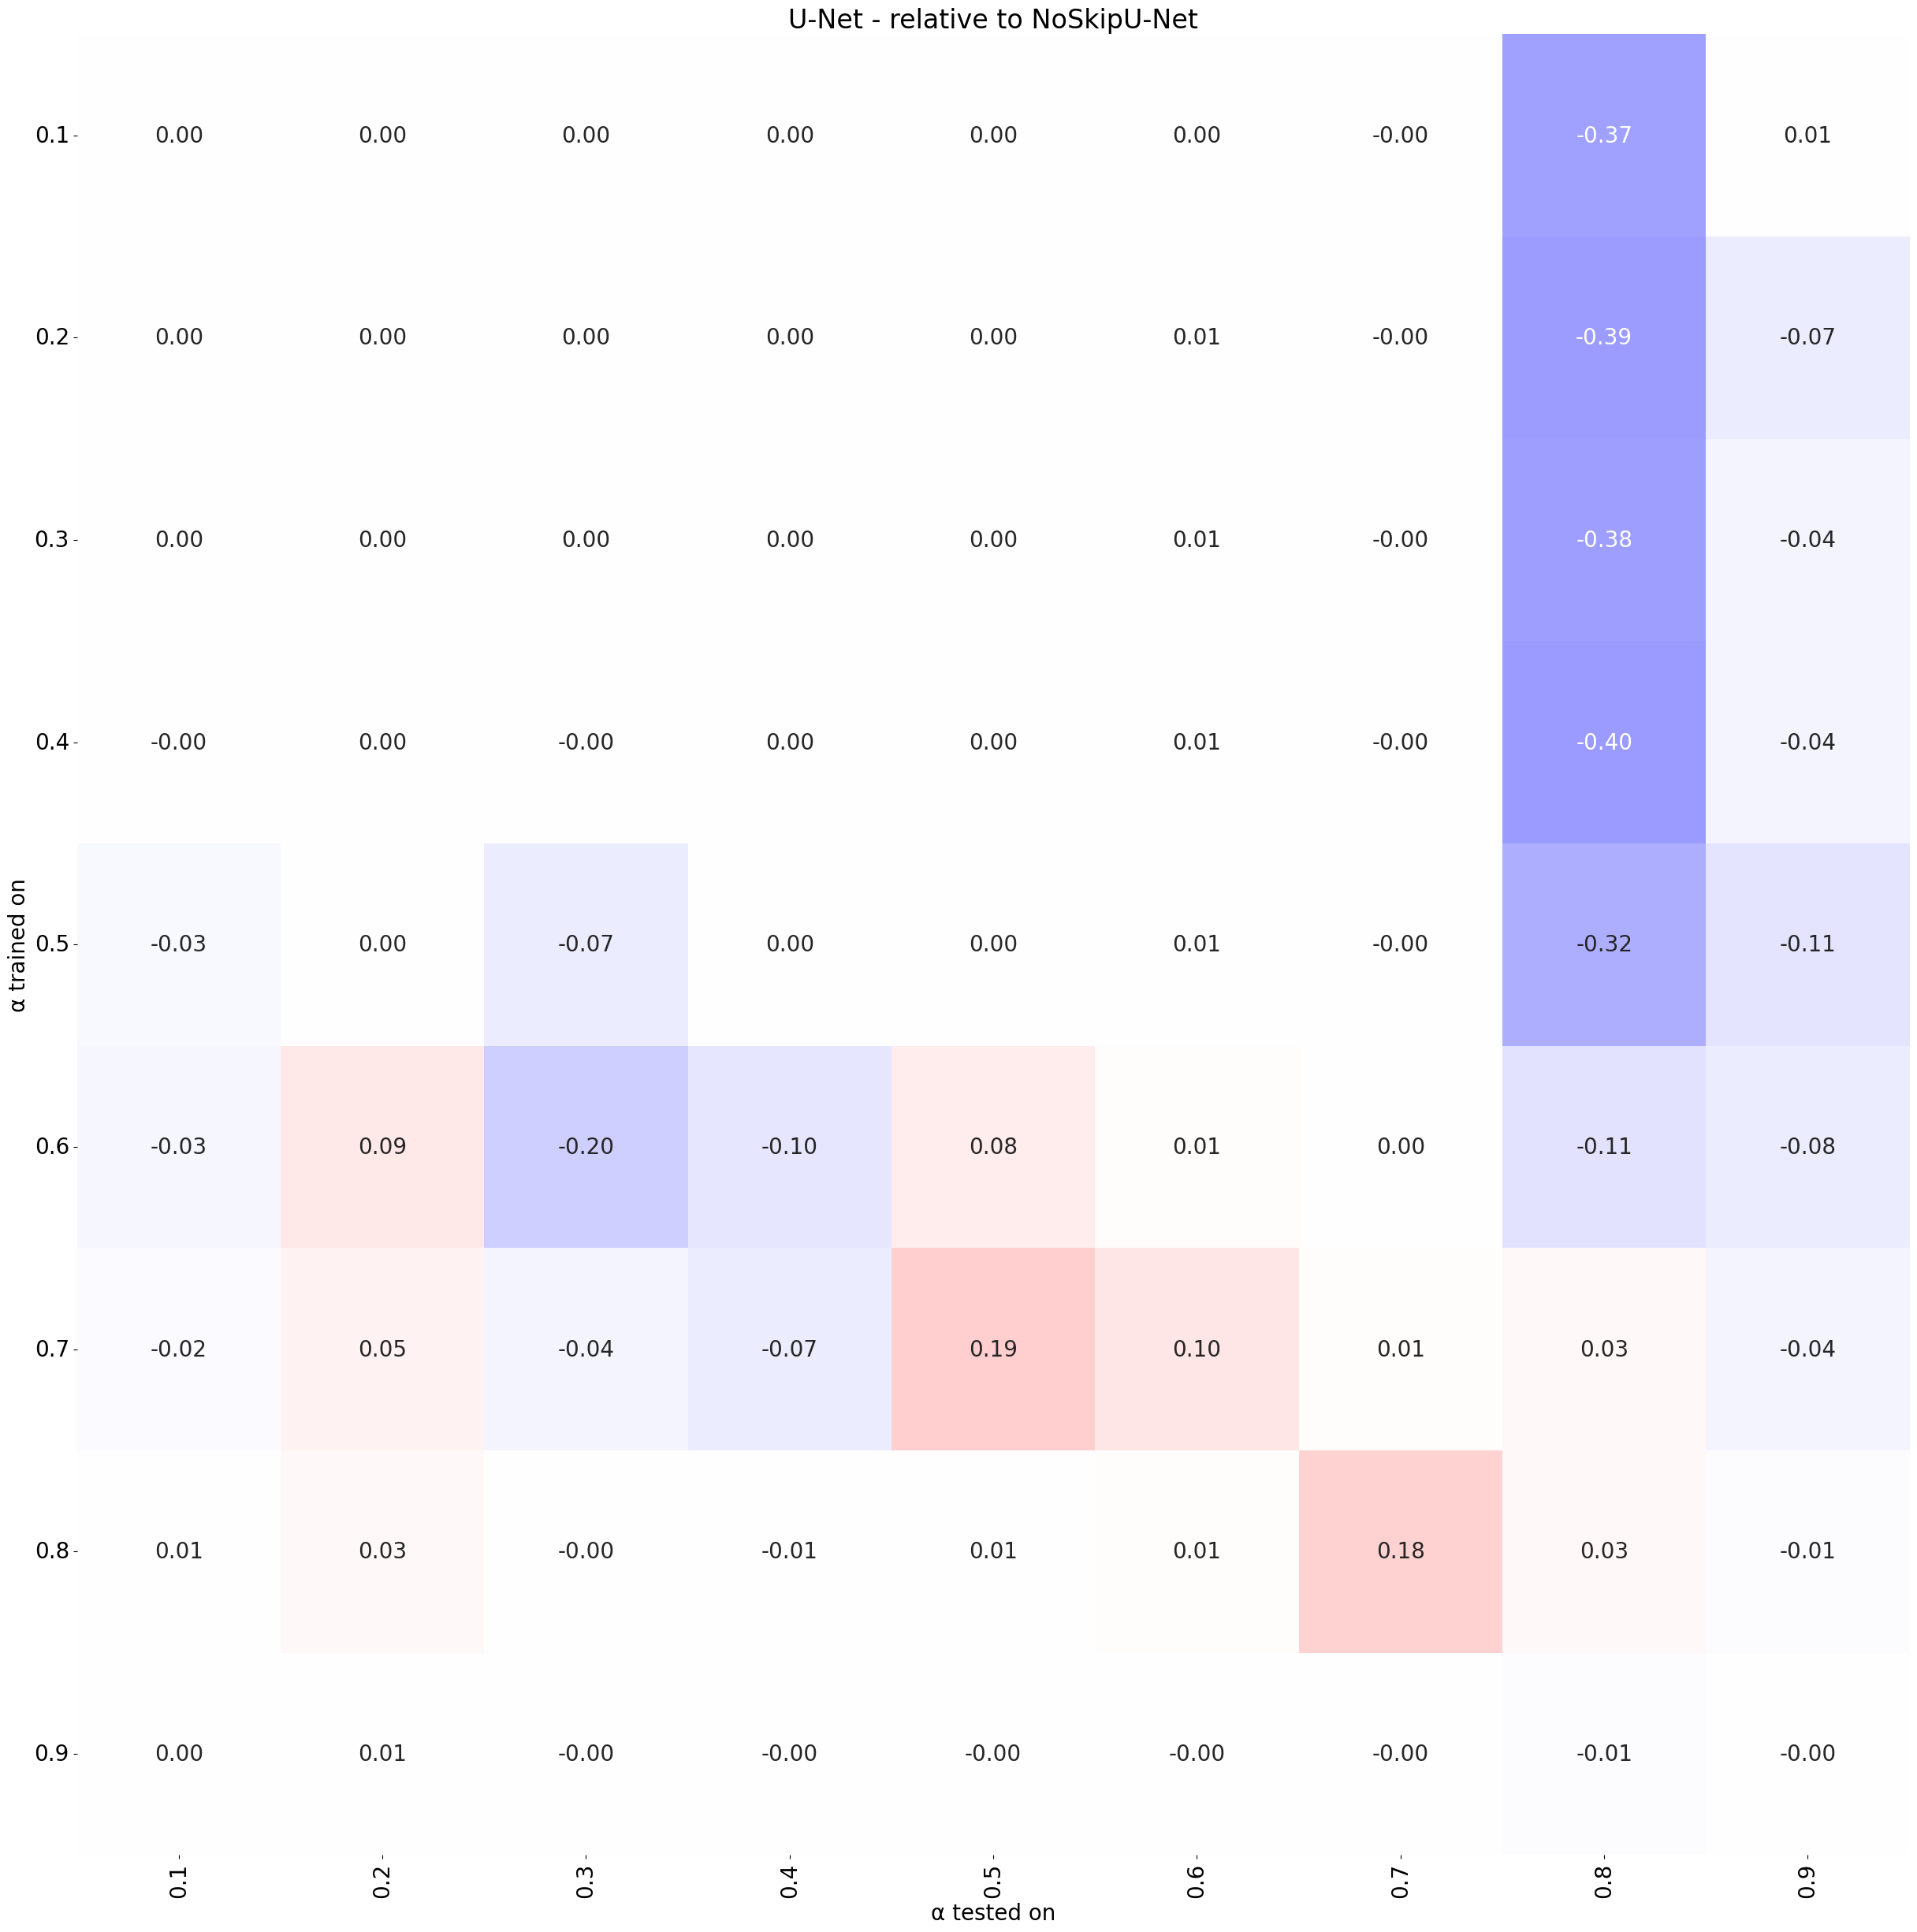 U-Net - relative to NoSkipU-Net
0.1 0.00 0.00 0.00 0.00 0.00 0.00 -0.00 -0.37 0.01
0.2 0.00 0.00 0.00 0.00 0.00 0.01 -0.00 -0.39 -0.07
0.3 0.00 0.00 0.00 0.00 0.00 0.01 -0.00 -0.38 -0.04
0.4 -0.00 0.00 -0.00 0.00 0.00 0.01 -0.00 -0.40 -0.04
α trained on
0.5 -0.03 0.00 -0.07 0.00 0.00 0.01 -0.00 -0.32 -0.11
0.6 -0.03 0.09 -0.20 -0.10 0.08 0.01 0.00 -0.11 -0.08
0.7 -0.02 0.05 -0.04 -0.07 0.19 0.10 0.01 0.03 -0.04
0.8 0.01 0.03 -0.00 -0.01 0.01 0.01 0.18 0.03 -0.01
0.9 0.00 0.01 -0.00 -0.00 -0.00 -0.00 -0.00 -0.01 -0.00
0.1 0.2 0.3 0.4 0.5 0.6 0.7 0.8 0.9
α tested on